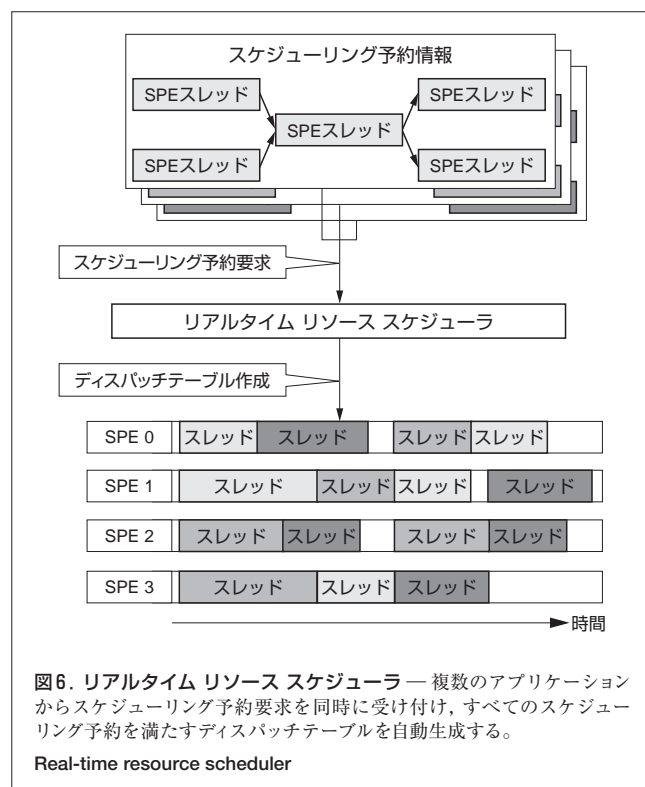 スケジューリング予約情報
SPEスレッド
SPEスレッド
SPEスレッド
SPEスレッド
SPEスレッド
スケジューリング予約要求
リアルタイム リソース スケジューラ
ディスパッチテーブル作成
SPE 0 スレッド スレッド スレッド スレッド
SPE 1 スレッド スレッド スレッド スレッド
SPE 2 スレッド スレッド スレッド スレッド
SPE 3 スレッド スレッド スレッド
時間
図6. リアルタイム リソース スケジューラ — 複数のアプリケーション
からスケジューリング予約要求を同時に受け付け，すべてのスケジュー
リング予約を満たすディスパッチテーブルを自動生成する。
Real-time resource scheduler